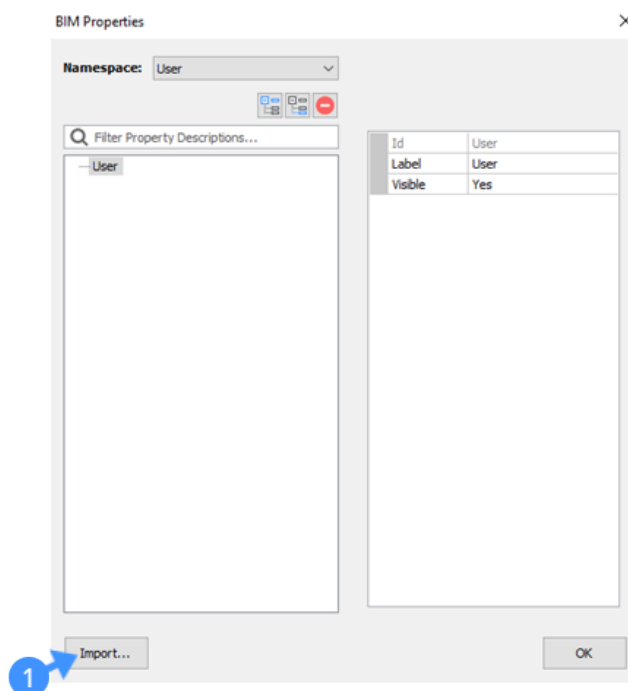 BIM Properties
Namespace: User
Filter Property Descriptions...
User
Id User
Label User
Visible Yes
Import...
OK
1